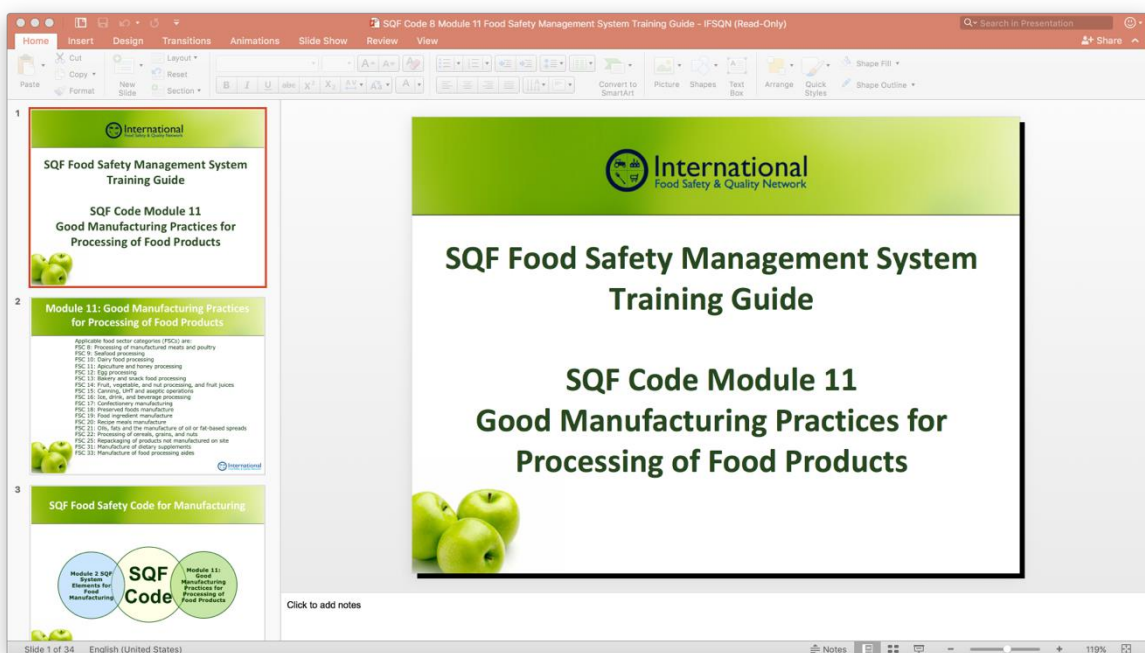 SQF Code 8 Module 11 Food Safety Management System Training Guide - IFSQN (Read-Only)
Search in Presentation
Home Insert Design Transitions Animations Slide Show Review View
Share
Paste
Cut
Copy
Format
New
Slide
Layout
Reset
Section
B I U abc X² X₂ AV Aa A
A A
Convert to
SmartArt
Picture
Shapes
Text
Box
Arrange
Quick
Styles
Shape Fill
Shape Outline
1
International
Food Safety & Quality Network
SQF Food Safety Management System
Training Guide
SQF Code Module 11
Good Manufacturing Practices for
Processing of Food Products
2
Module 11: Good Manufacturing Practices
for Processing of Food Products
Applicable food sector categories (FSCs) are:
FSC 8: Processing of manufactured meats and poultry
FSC 9: Seafood processing
FSC 10: Dairy food processing
FSC 11: Apiculture and honey processing
FSC 12: Egg processing
FSC 13: Bakery and snack food processing
FSC 14: Fruit, vegetable, and nut processing, and fruit juices
FSC 15: Canning, UHT and aseptic operations
FSC 16: Ice, drink, and beverage processing
FSC 17: Confectionery manufacturing
FSC 18: Preserved foods manufacture
FSC 19: Food ingredient manufacture
FSC 20: Recipe meals manufacture
FSC 21: Oils, fats and the manufacture of oil or fat-based spreads
FSC 22: Processing of cereals, grains, and nuts
FSC 25: Repackaging of products not manufactured on site
FSC 31: Manufacture of dietary supplements
FSC 33: Manufacture of food processing aides
International
3
SQF Food Safety Code for Manufacturing
Module 2 SQF
System
Elements for
Food
Manufacturing
SQF
Code
Module 11:
Good
Manufacturing
Practices for
Processing of
Food Products
International
Food Safety & Quality Network
SQF Food Safety Management System
Training Guide
SQF Code Module 11
Good Manufacturing Practices for
Processing of Food Products
Click to add notes
Slide 1 of 34 English (United States)
Notes
119%